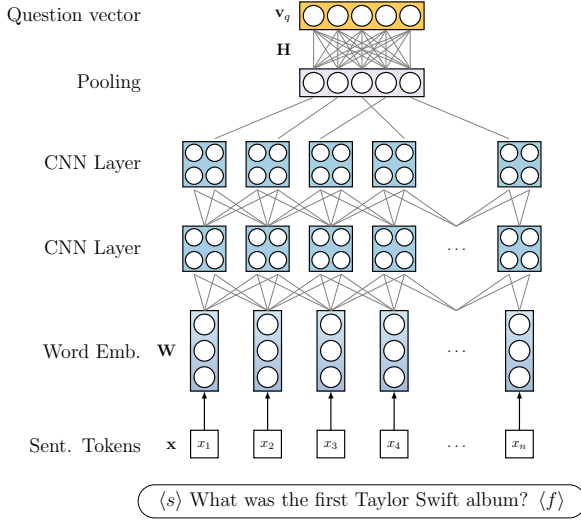 Question vector v_q
H
Pooling
CNN Layer
CNN Layer ...
Word Emb. W ...
Sent. Tokens x x_1 x_2 x_3 x_4 ... x_n
⟨s⟩ What was the first Taylor Swift album? ⟨f⟩